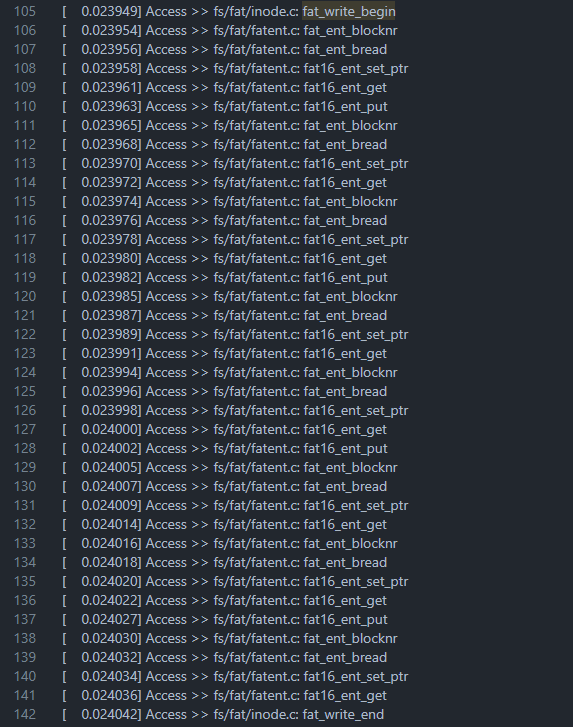 105 [ 0.023949] Access >> fs/fat/inode.c: fat_write_begin
106 [ 0.023954] Access >> fs/fat/fatent.c: fat_ent_blocknr
107 [ 0.023956] Access >> fs/fat/fatent.c: fat_ent_bread
108 [ 0.023958] Access >> fs/fat/fatent.c: fat16_ent_set_ptr
109 [ 0.023961] Access >> fs/fat/fatent.c: fat16_ent_get
110 [ 0.023963] Access >> fs/fat/fatent.c: fat16_ent_put
111 [ 0.023965] Access >> fs/fat/fatent.c: fat_ent_blocknr
112 [ 0.023968] Access >> fs/fat/fatent.c: fat_ent_bread
113 [ 0.023970] Access >> fs/fat/fatent.c: fat16_ent_set_ptr
114 [ 0.023972] Access >> fs/fat/fatent.c: fat16_ent_get
115 [ 0.023974] Access >> fs/fat/fatent.c: fat_ent_blocknr
116 [ 0.023976] Access >> fs/fat/fatent.c: fat_ent_bread
117 [ 0.023978] Access >> fs/fat/fatent.c: fat16_ent_set_ptr
118 [ 0.023980] Access >> fs/fat/fatent.c: fat16_ent_get
119 [ 0.023982] Access >> fs/fat/fatent.c: fat16_ent_put
120 [ 0.023985] Access >> fs/fat/fatent.c: fat_ent_blocknr
121 [ 0.023987] Access >> fs/fat/fatent.c: fat_ent_bread
122 [ 0.023989] Access >> fs/fat/fatent.c: fat16_ent_set_ptr
123 [ 0.023991] Access >> fs/fat/fatent.c: fat16_ent_get
124 [ 0.023994] Access >> fs/fat/fatent.c: fat_ent_blocknr
125 [ 0.023996] Access >> fs/fat/fatent.c: fat_ent_bread
126 [ 0.023998] Access >> fs/fat/fatent.c: fat16_ent_set_ptr
127 [ 0.024000] Access >> fs/fat/fatent.c: fat16_ent_get
128 [ 0.024002] Access >> fs/fat/fatent.c: fat16_ent_put
129 [ 0.024005] Access >> fs/fat/fatent.c: fat_ent_blocknr
130 [ 0.024007] Access >> fs/fat/fatent.c: fat_ent_bread
131 [ 0.024009] Access >> fs/fat/fatent.c: fat16_ent_set_ptr
132 [ 0.024014] Access >> fs/fat/fatent.c: fat16_ent_get
133 [ 0.024016] Access >> fs/fat/fatent.c: fat_ent_blocknr
134 [ 0.024018] Access >> fs/fat/fatent.c: fat_ent_bread
135 [ 0.024020] Access >> fs/fat/fatent.c: fat16_ent_set_ptr
136 [ 0.024022] Access >> fs/fat/fatent.c: fat16_ent_get
137 [ 0.024027] Access >> fs/fat/fatent.c: fat16_ent_put
138 [ 0.024030] Access >> fs/fat/fatent.c: fat_ent_blocknr
139 [ 0.024032] Access >> fs/fat/fatent.c: fat_ent_bread
140 [ 0.024034] Access >> fs/fat/fatent.c: fat16_ent_set_ptr
141 [ 0.024036] Access >> fs/fat/fatent.c: fat16_ent_get
142 [ 0.024042] Access >> fs/fat/inode.c: fat_write_end